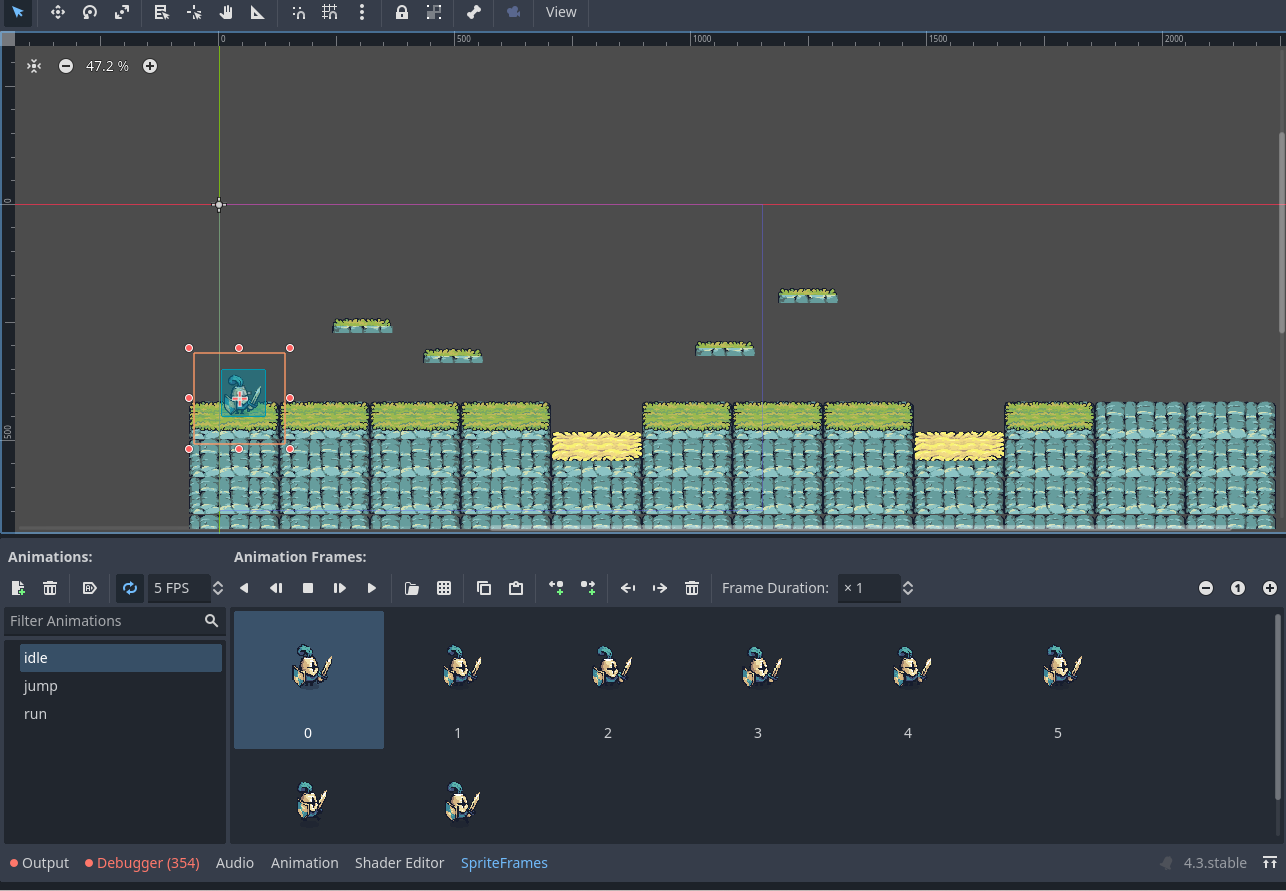 View
0 500 1000 1500 2000
47.2 %
0
500
Animations: Animation Frames:
5 FPS Frame Duration: × 1 1
Filter Animations
idle
jump
run
0 1 2 3 4 5
Output Debugger (354) Audio Animation Shader Editor SpriteFrames 4.3.stable